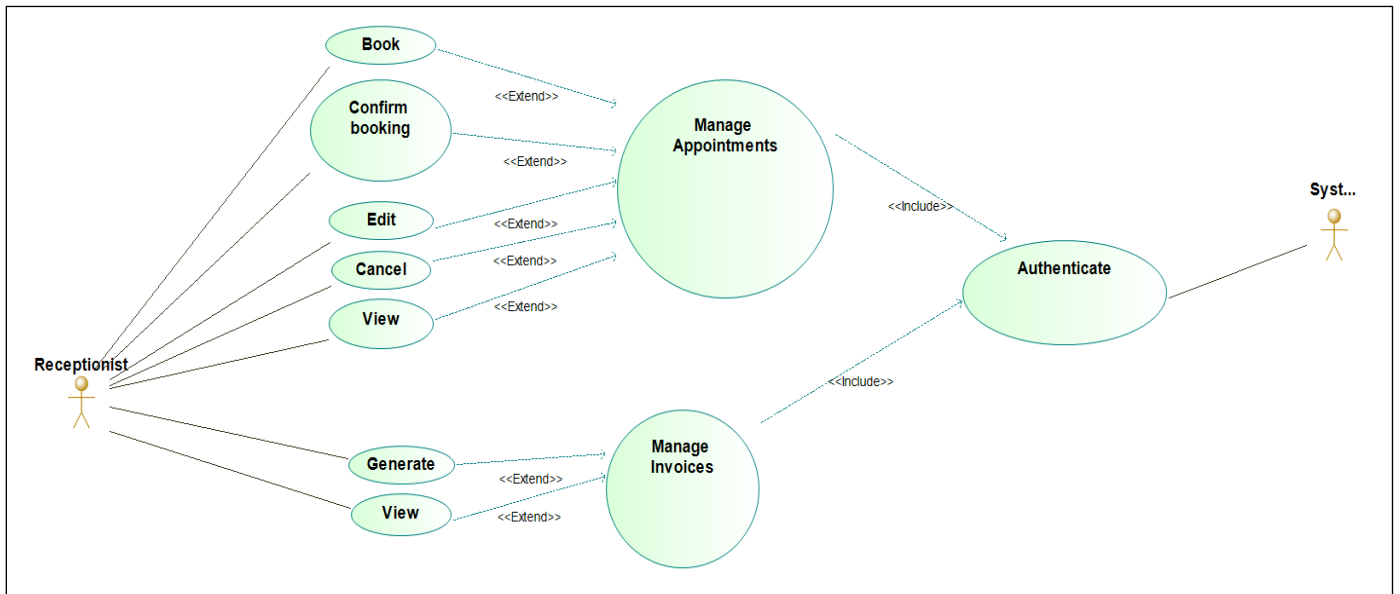 Book
<<Extend>>
Confirm
booking
<<Extend>>
Manage
Appointments
Edit
<<Extend>>
Cancel
<<Extend>>
View
<<Extend>>
<<Include>>
Syst...
Authenticate
Receptionist
<<Include>>
Generate
<<Extend>>
View
<<Extend>>
Manage
Invoices